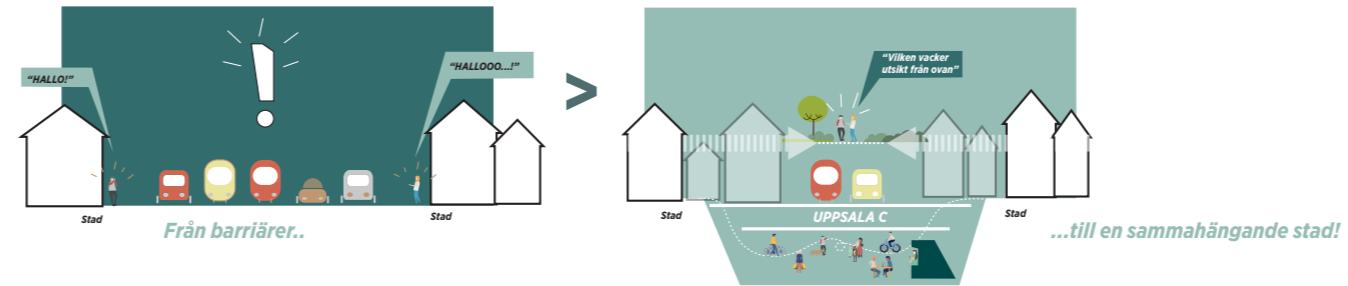 "HALLO!"
"HALLOOO...!"
Stad
Stad
Från barriärer..
>
"Vilken vacker
utsikt från ovan"
Stad
UPPSALA C
Stad
...till en sammahängande stad!